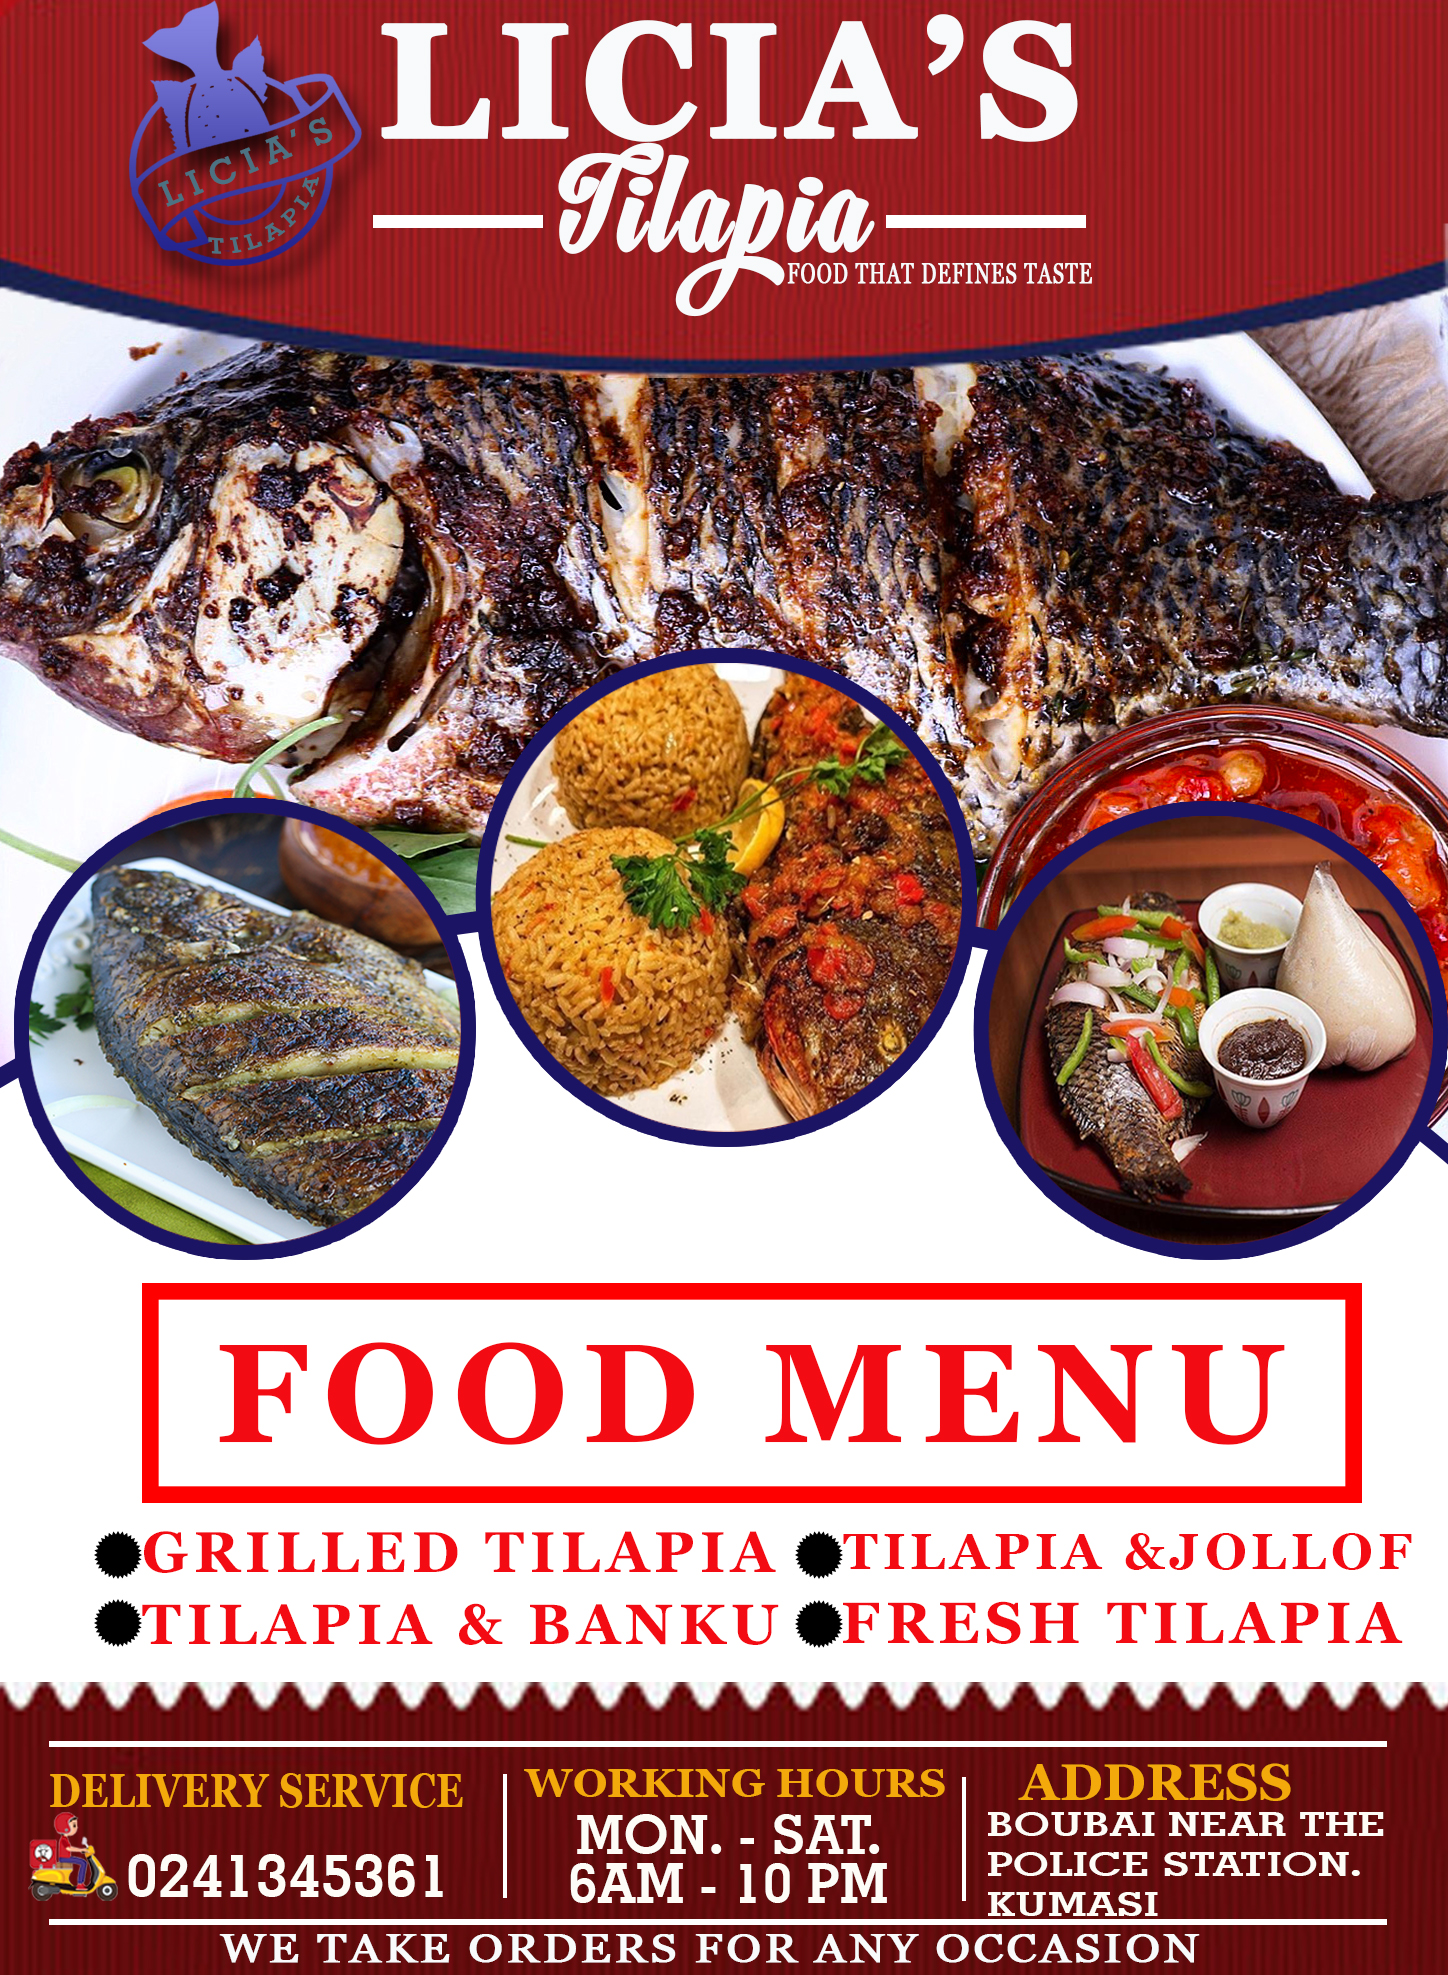 LICIA'S
TILAPIA
LICIA'S
Tilapia
FOOD THAT DEFINES TASTE
FOOD MENU
GRILLED TILAPIA
TILAPIA &JOLLOF
TILAPIA & BANKU
FRESH TILAPIA
DELIVERY SERVICE
0241345361
WORKING HOURS
MON. - SAT.
6AM - 10 PM
ADDRESS
BOUBAI NEAR THE
POLICE STATION.
KUMASI
WE TAKE ORDERS FOR ANY OCCASION